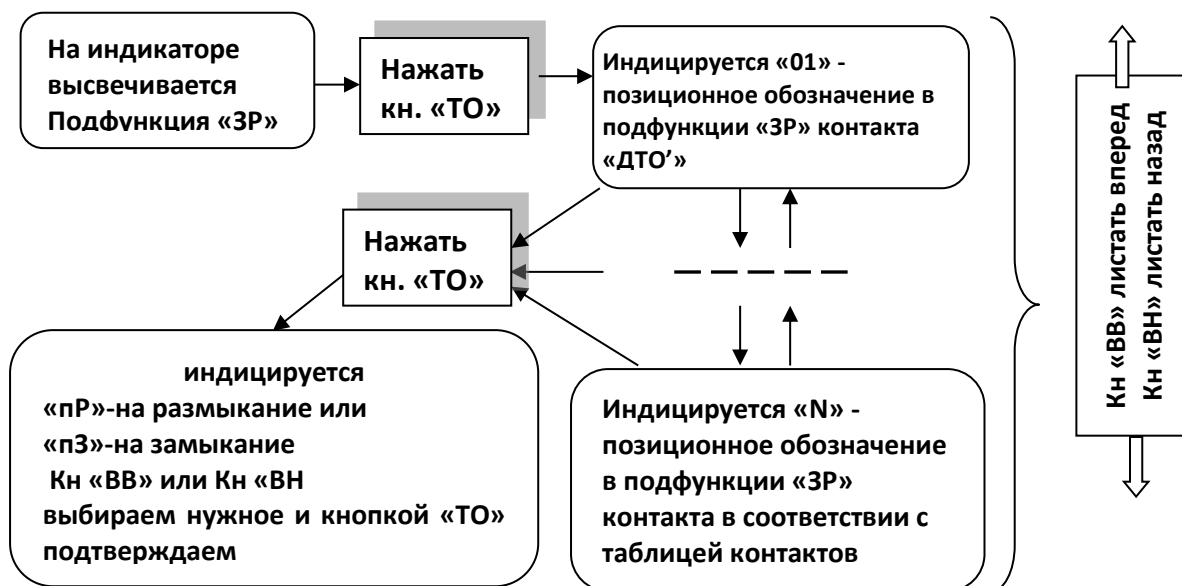 На индикаторе
высвечивается
Подфункция «ЗР»
Нажать
кн. «ТО»
Индицируется «01» -
позиционное обозначение в
подфункции «ЗР» контакта
«ДТО’»
Нажать
кн. «ТО»
индицируется
«пР»-на размыкание или
«пЗ»-на замыкание
Кн «ВВ» или Кн «ВН
выбираем нужное и кнопкой «ТО»
подтверждаем
Индицируется «N» -
позиционное обозначение
в подфункции «ЗР»
контакта в соответствии с
таблицей контактов
Кн «ВВ» листать вперед
Кн «ВН» листать назад